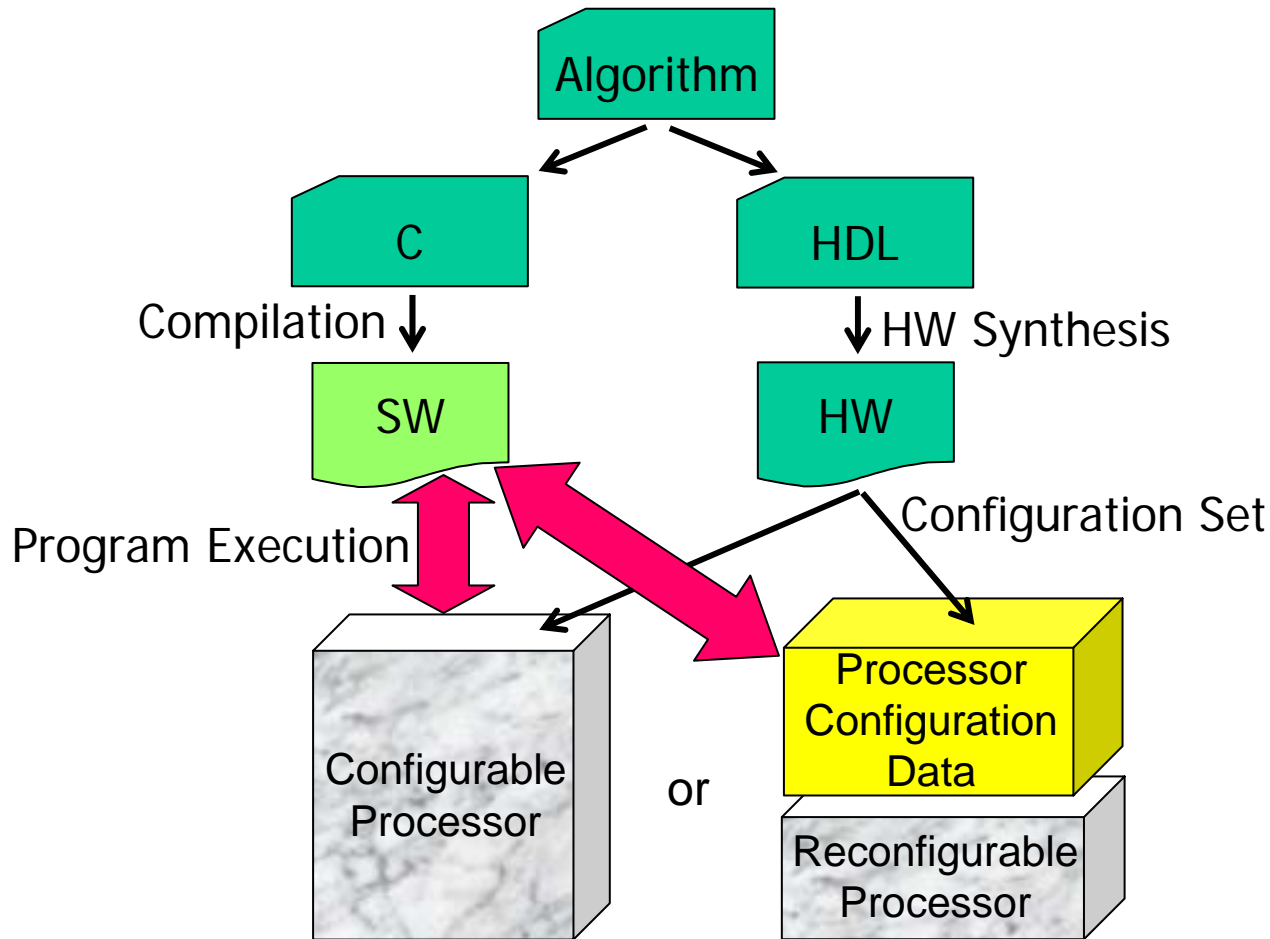 Algorithm
C
HDL
Compilation
HW Synthesis
SW
HW
Program Execution
Configuration Set
Configurable
Processor
or
Processor
Configuration
Data
Reconfigurable
Processor